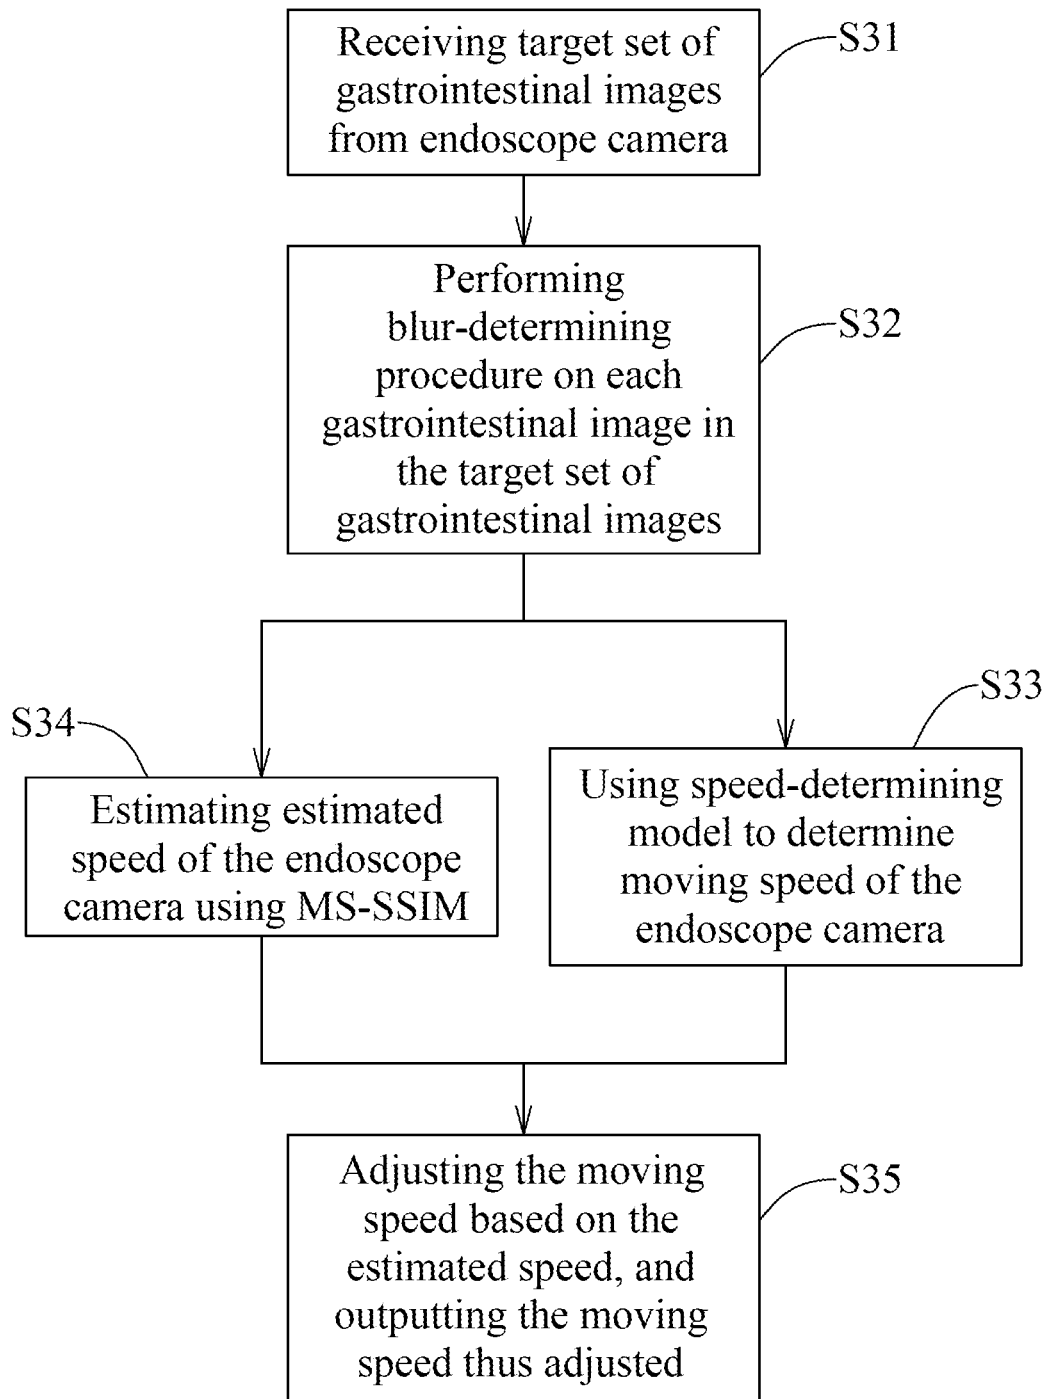 Receiving target set of
gastrointestinal images
from endoscope camera
S31
Performing
blur-determining
procedure on each
gastrointestinal image in
the target set of
gastrointestinal images
S32
S34
Estimating estimated
speed of the endoscope
camera using MS-SSIM
S33
Using speed-determining
model to determine
moving speed of the
endoscope camera
Adjusting the moving
speed based on the
estimated speed, and
outputting the moving
speed thus adjusted
S35